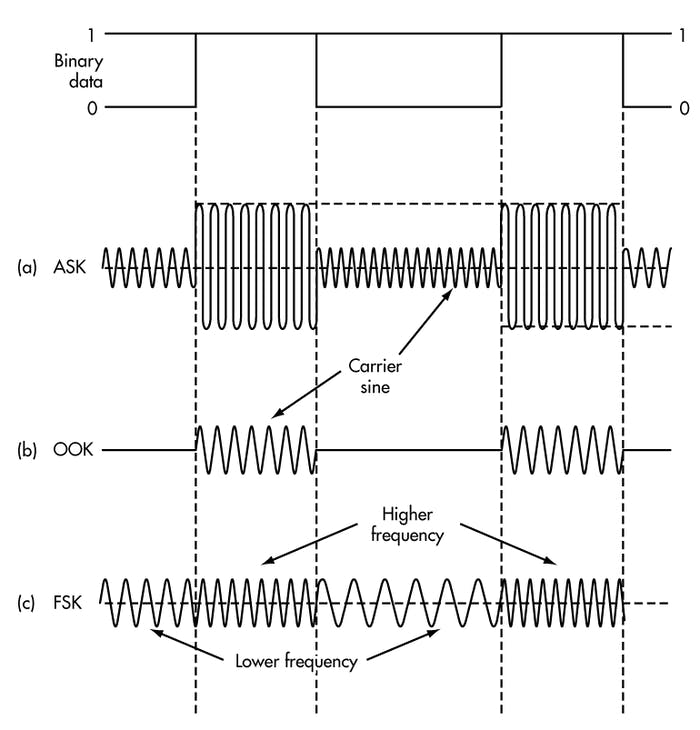 1
1
Binary
data
0
0
(a) ASK
Carrier
sine
(b) OOK
Higher
frequency
(c) FSK
Lower frequency